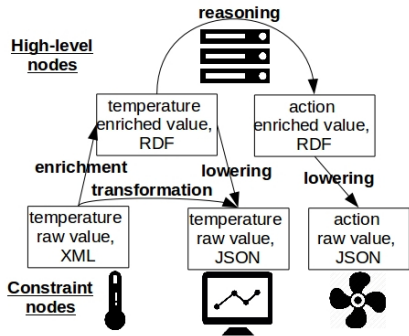 reasoning
High-level
nodes
temperature
enriched value,
RDF
action
enriched value,
RDF
enrichment
lowering
lowering
transformation
temperature
raw value,
XML
temperature
raw value,
JSON
action
raw value,
JSON
Constraint
nodes